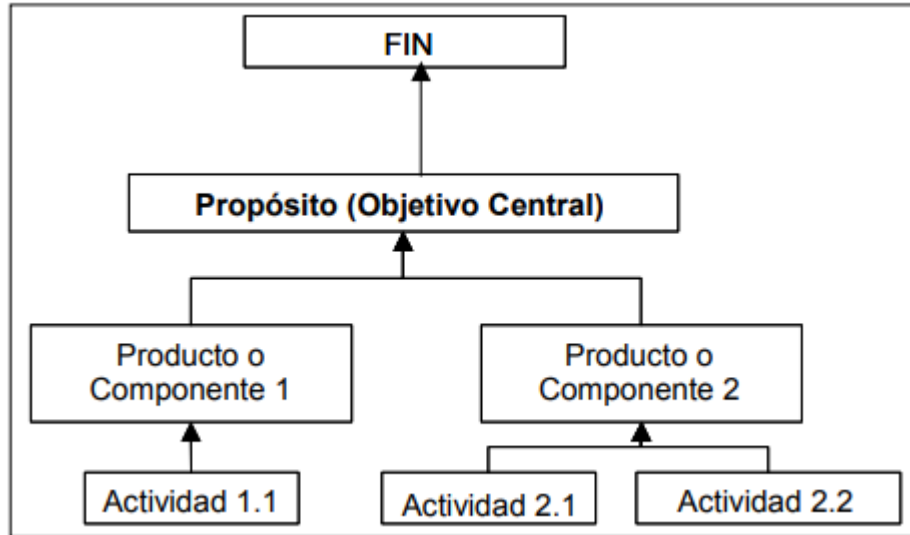 FIN
Propósito (Objetivo Central)
Producto o
Componente 1
Producto o
Componente 2
Actividad 1.1
Actividad 2.1
Actividad 2.2